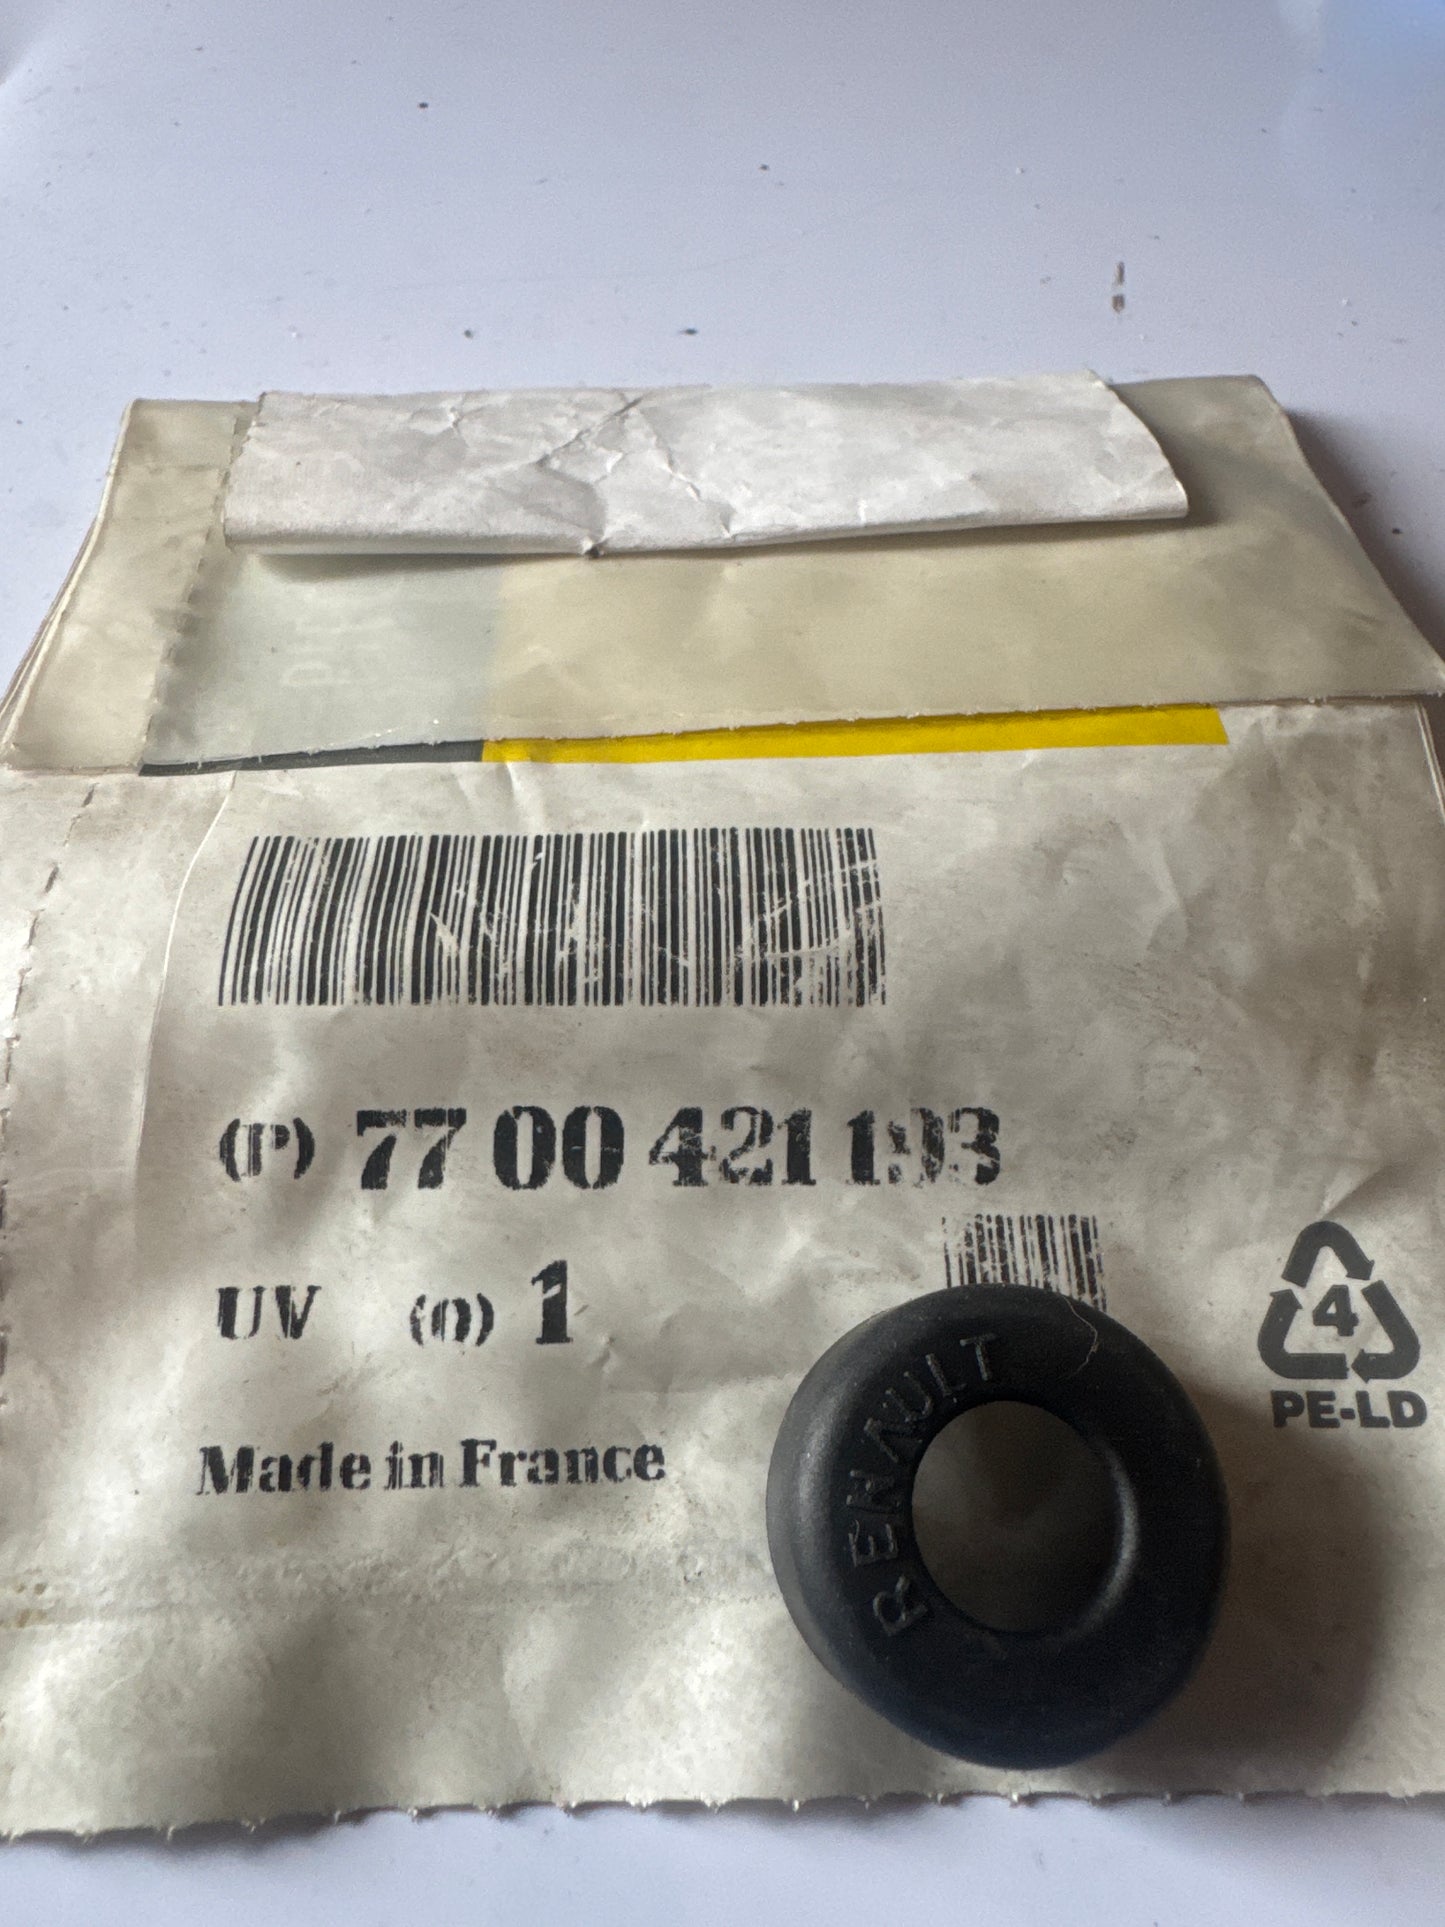 (P) 77 00 421 193
UV (Q) 1
Made in France
4
PE-LD
RENAULT